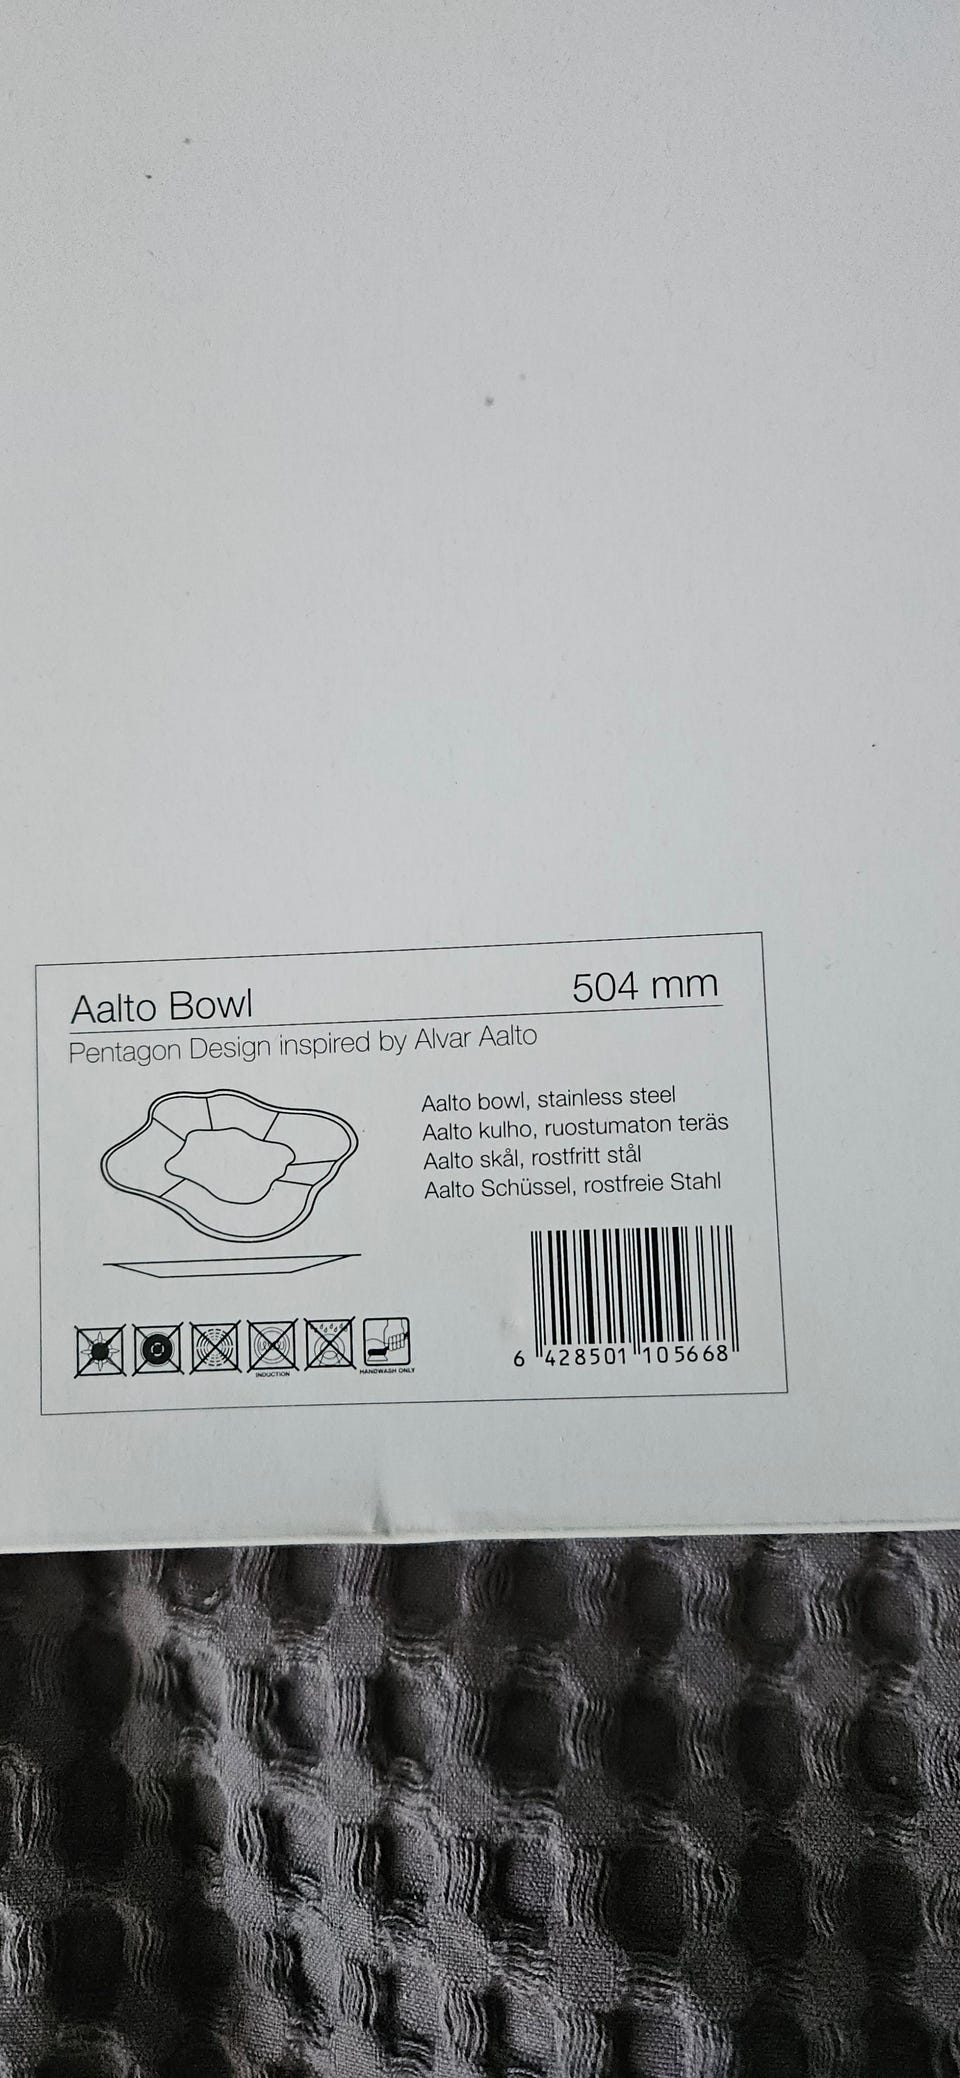 Aalto Bowl 504 mm
Pentagon Design inspired by Alvar Aalto
Aalto bowl, stainless steel
Aalto kulho, ruostumaton teräs
Aalto skål, rostfritt stål
Aalto Schüssel, rostfreie Stahl
INDUCTION
HANDWASH ONLY
6 428501 105668